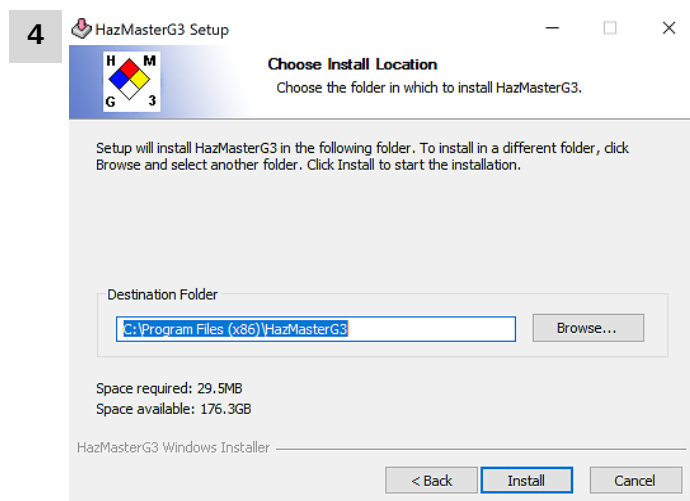 4
HazMasterG3 Setup
H M
G 3
Choose Install Location
Choose the folder in which to install HazMasterG3.
Setup will install HazMasterG3 in the following folder. To install in a different folder, click
Browse and select another folder. Click Install to start the installation.
Destination Folder
C:\Program Files (x86)\HazMasterG3
Browse...
Space required: 29.5MB
Space available: 176.3GB
HazMasterG3 Windows Installer
< Back Install Cancel